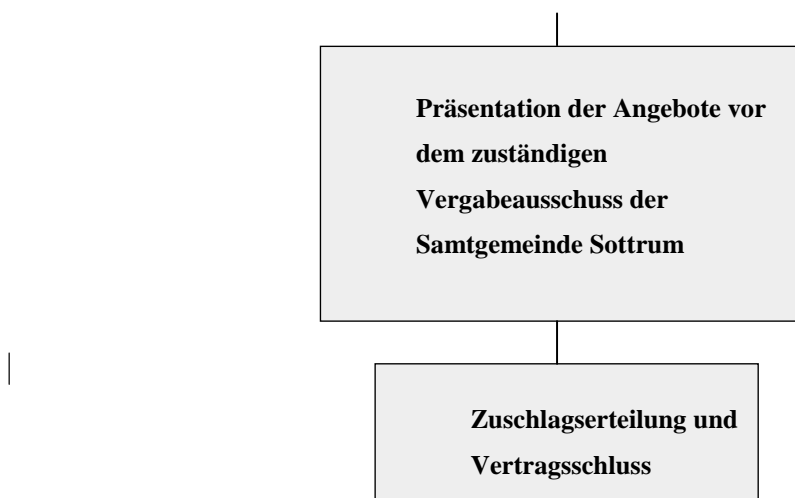 Präsentation der Angebote vor
dem zuständigen
Vergabeausschuss der
Samtgemeinde Sottrum
Zuschlagserteilung und
Vertragsschluss